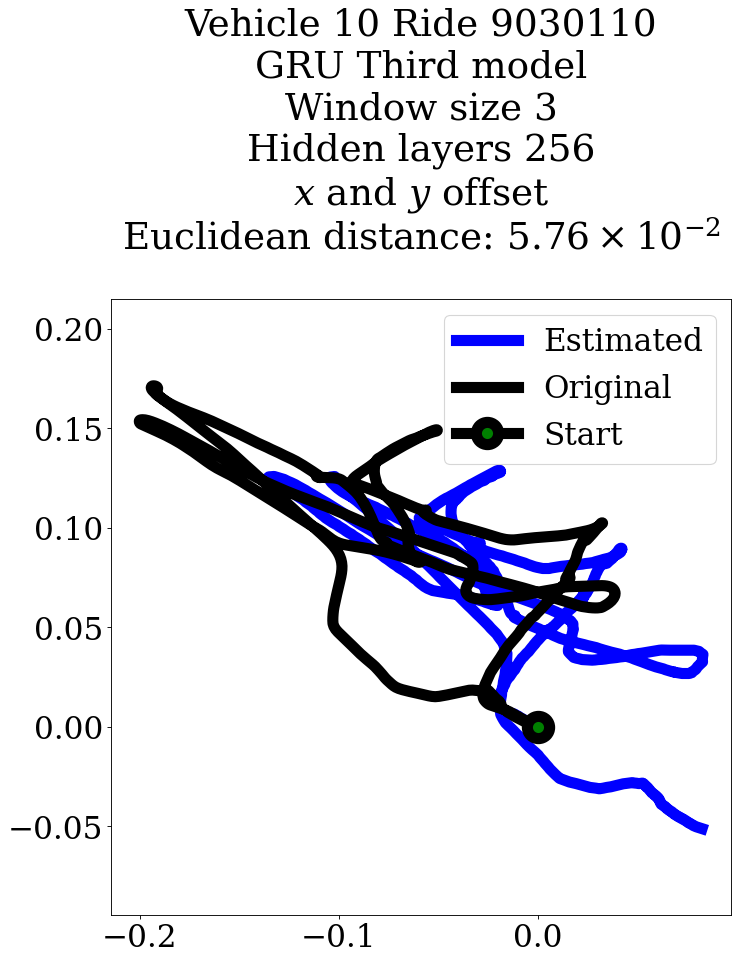 Vehicle 10 Ride 9030110
GRU Third model
Window size 3
Hidden layers 256
x and y offset
Euclidean distance: 5.76 × 10⁻²
Estimated
Original
Start
0.20
0.15
0.10
0.05
0.00
−0.05
−0.2
−0.1
0.0